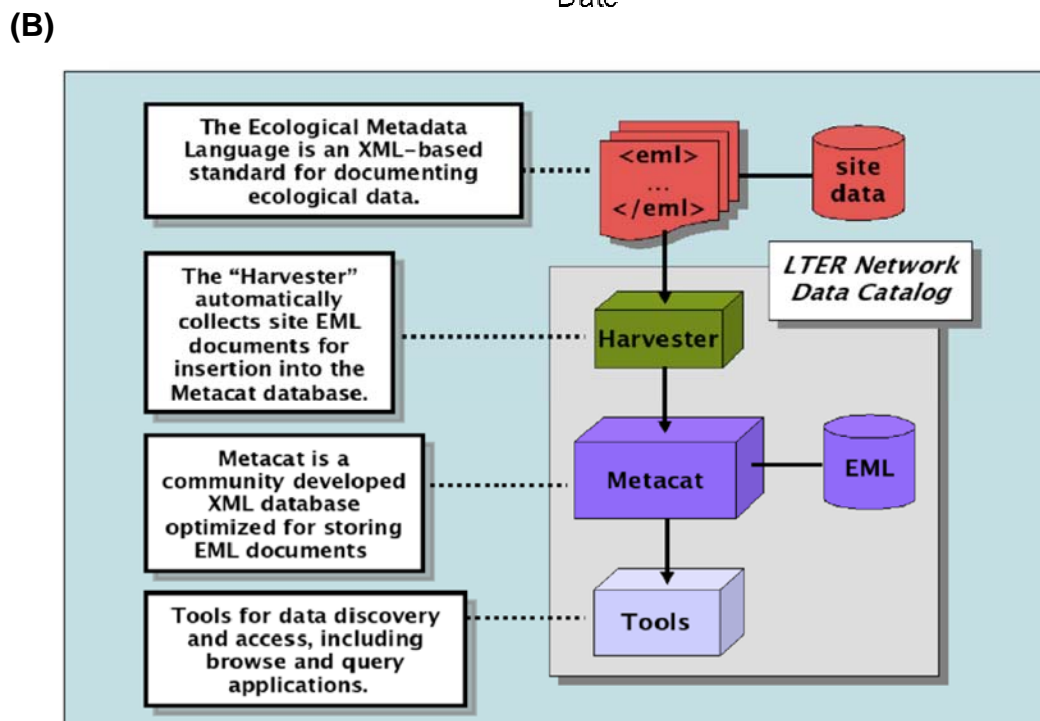 Date
(B)
The Ecological Metadata
Language is an XML-based
standard for documenting
ecological data.
<eml>
...
</eml>
site
data
LTER Network
Data Catalog
The “Harvester”
automatically
collects site EML
documents for
insertion into the
Metacat database.
Harvester
Metacat is a
community developed
XML database
optimized for storing
EML documents
Metacat
EML
Tools for data discovery
and access, including
browse and query
applications.
Tools